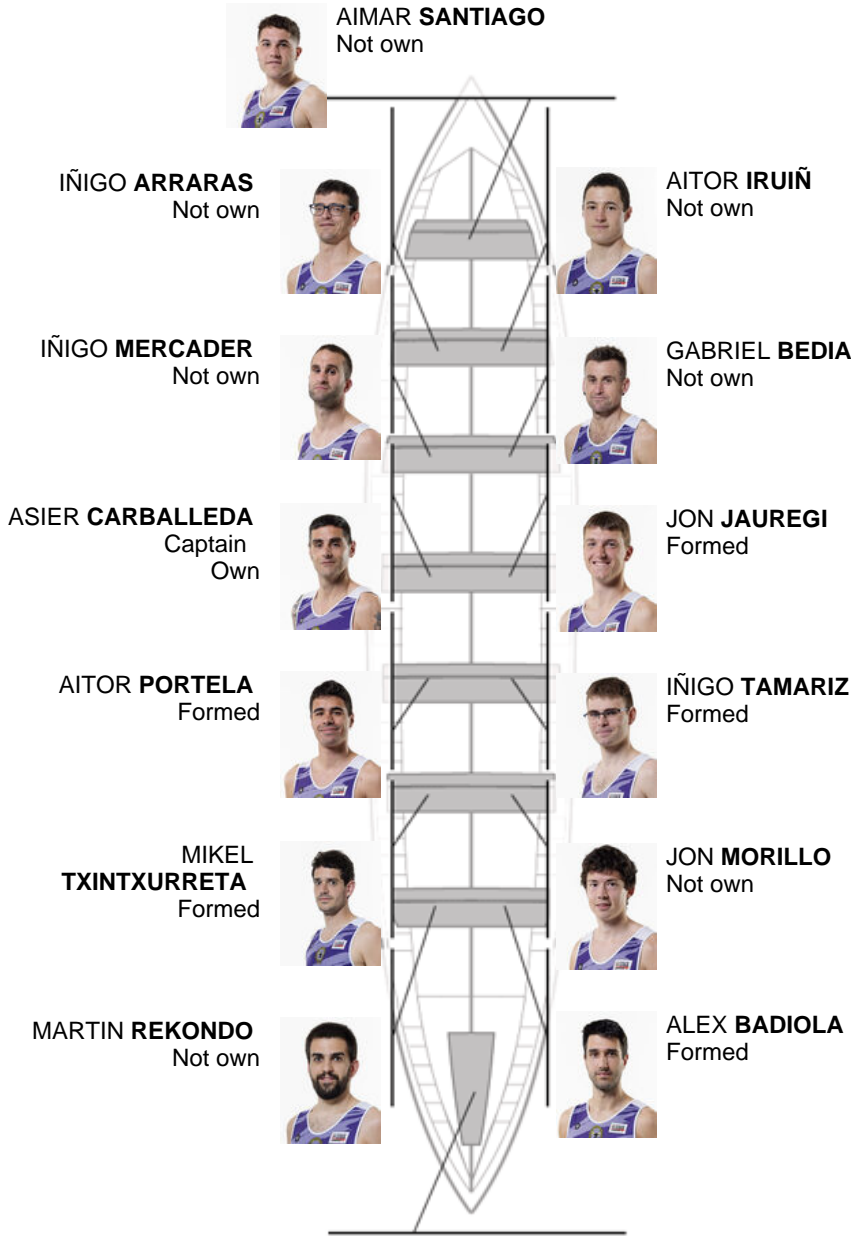 AIMAR SANTIAGO
Not own
IÑIGO ARRARAS
Not own
AITOR IRUIÑ
Not own
IÑIGO MERCADER
Not own
GABRIEL BEDIA
Not own
ASIER CARBALLEDA
Captain
Own
JON JAUREGI
Formed
AITOR PORTELA
Formed
IÑIGO TAMARIZ
Formed
MIKEL
TXINTXURRETA
Formed
JON MORILLO
Not own
MARTIN REKONDO
Not own
ALEX BADIOLA
Formed